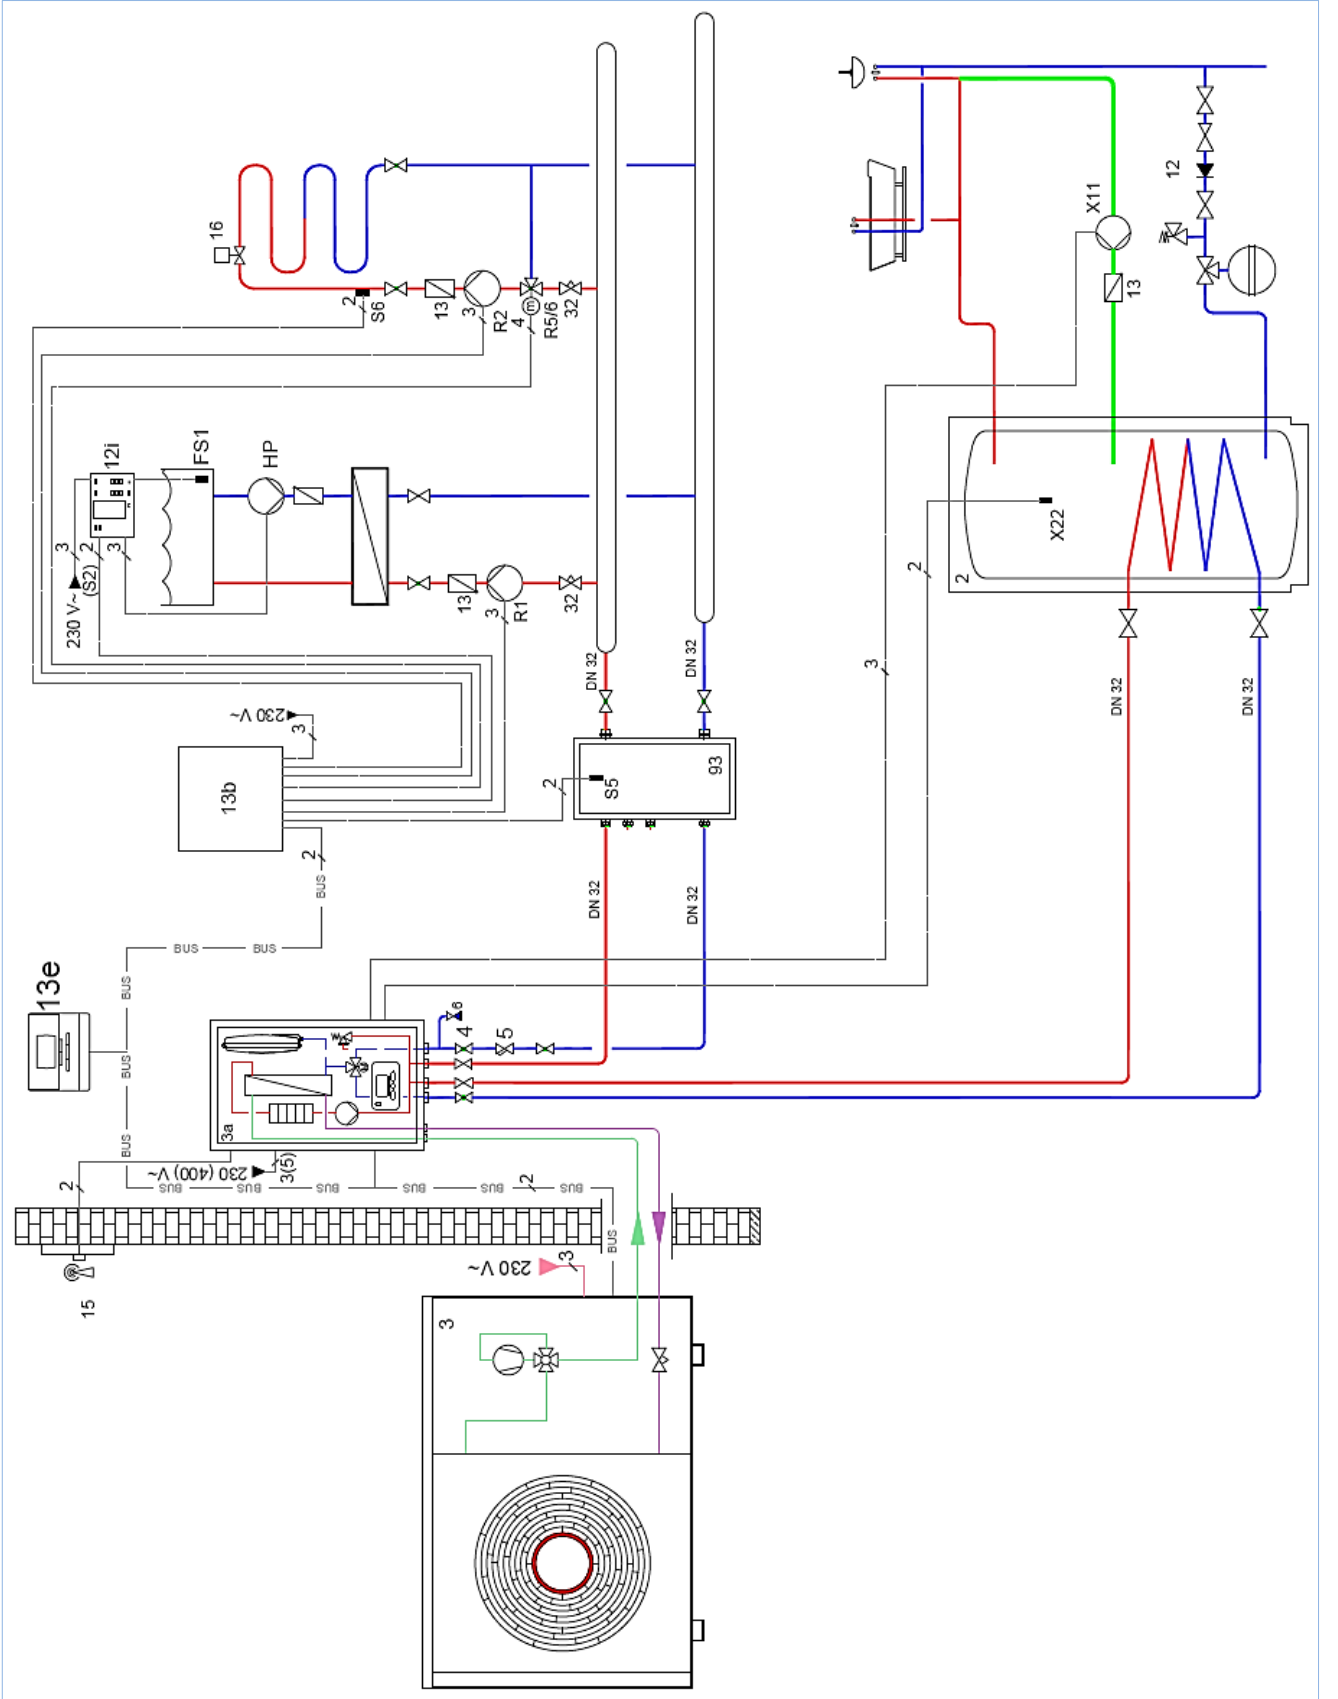 16
12
X11
2
S6
13
3
R2
4
m
R5/6
32
13
12i
FS1
HP
3
2
3
230 V~
(S2)
13
3
R1
32
X22
2
2
DN 32
DN 32
3
DN 32
DN 32
230 V~
3
13b
2
S5
93
2
BUS
DN 32
DN 32
BUS
BUS
13e
BUS
BUS
BUS
6
4
5
3a
230 (400) V~
3(5)
2
BUS
BUS
BUS
BUS
BUS
2
BUS
BUS
230 V~
3
15
3